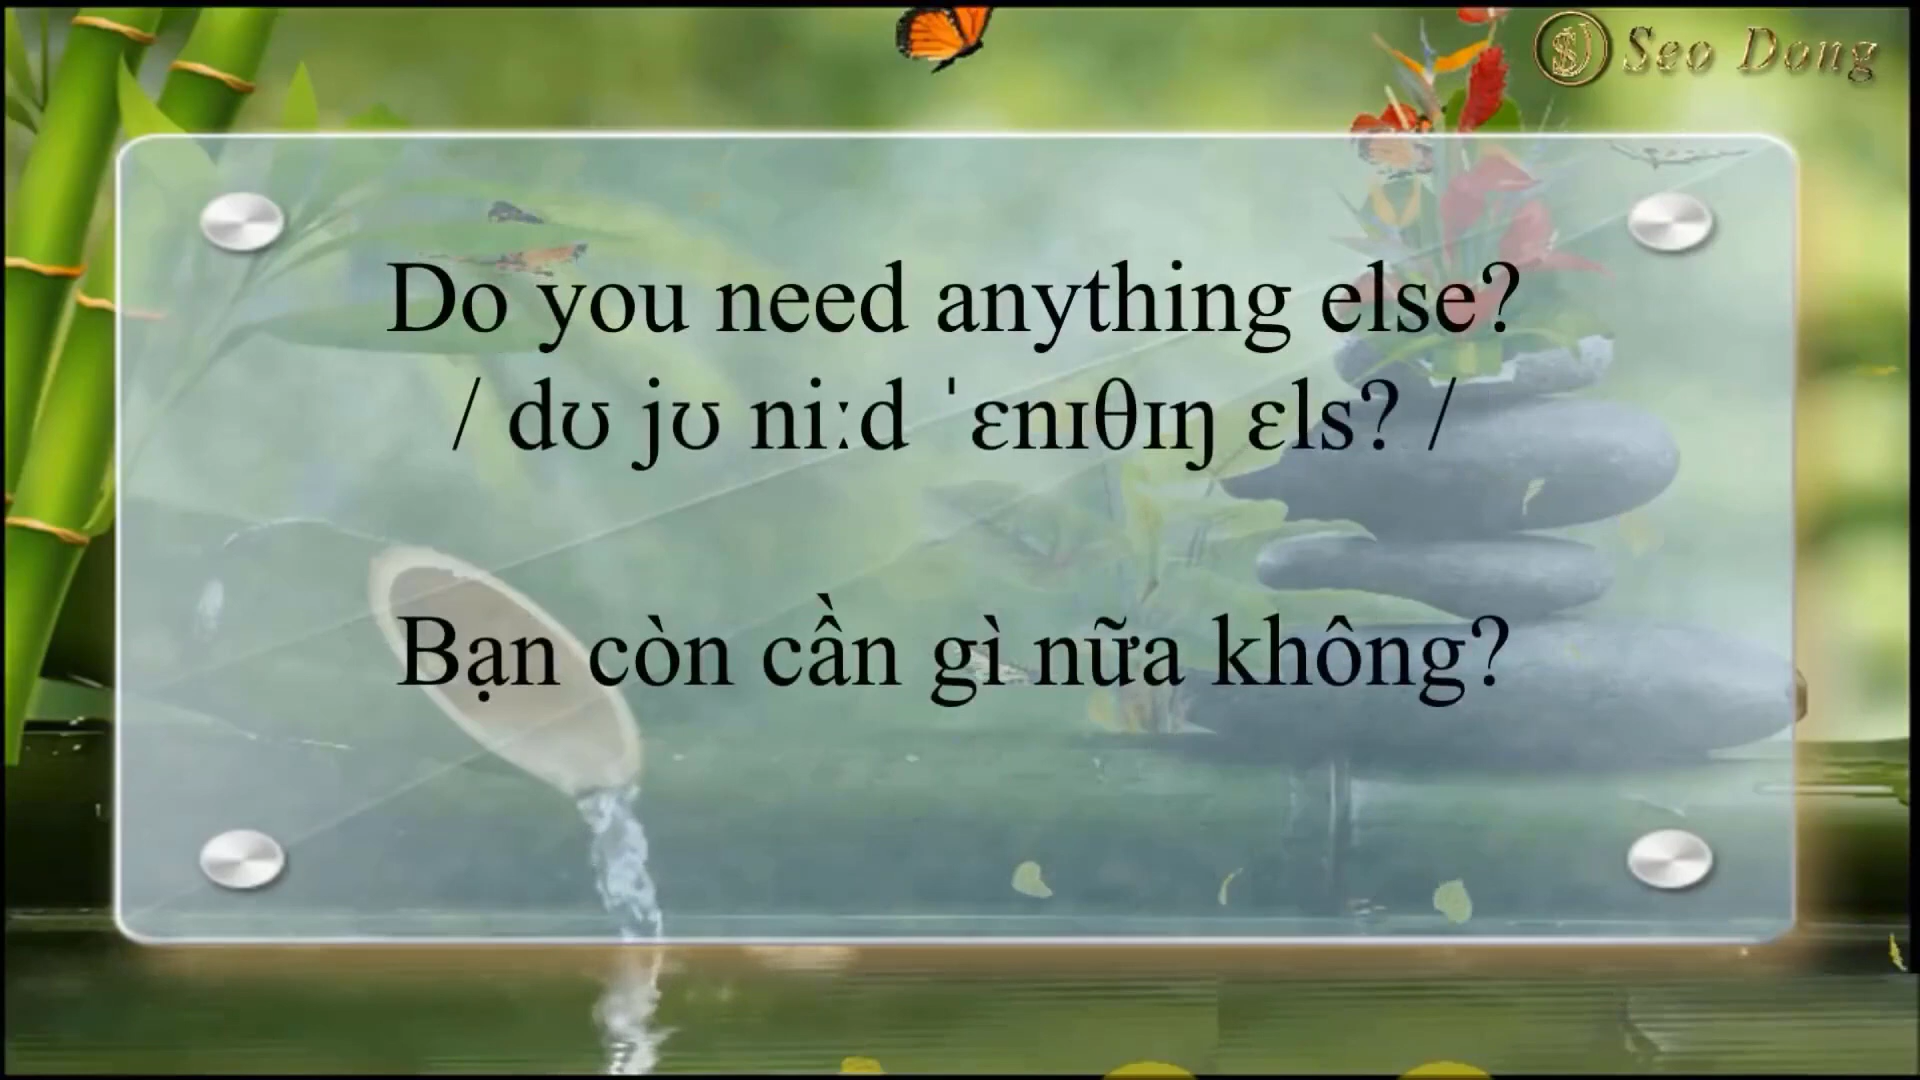 Seo Dong
Do you need anything else?
/ dʊ jʊ niːd ˈɛnɪθɪŋ ɛls? /
Bạn còn cần gì nữa không?